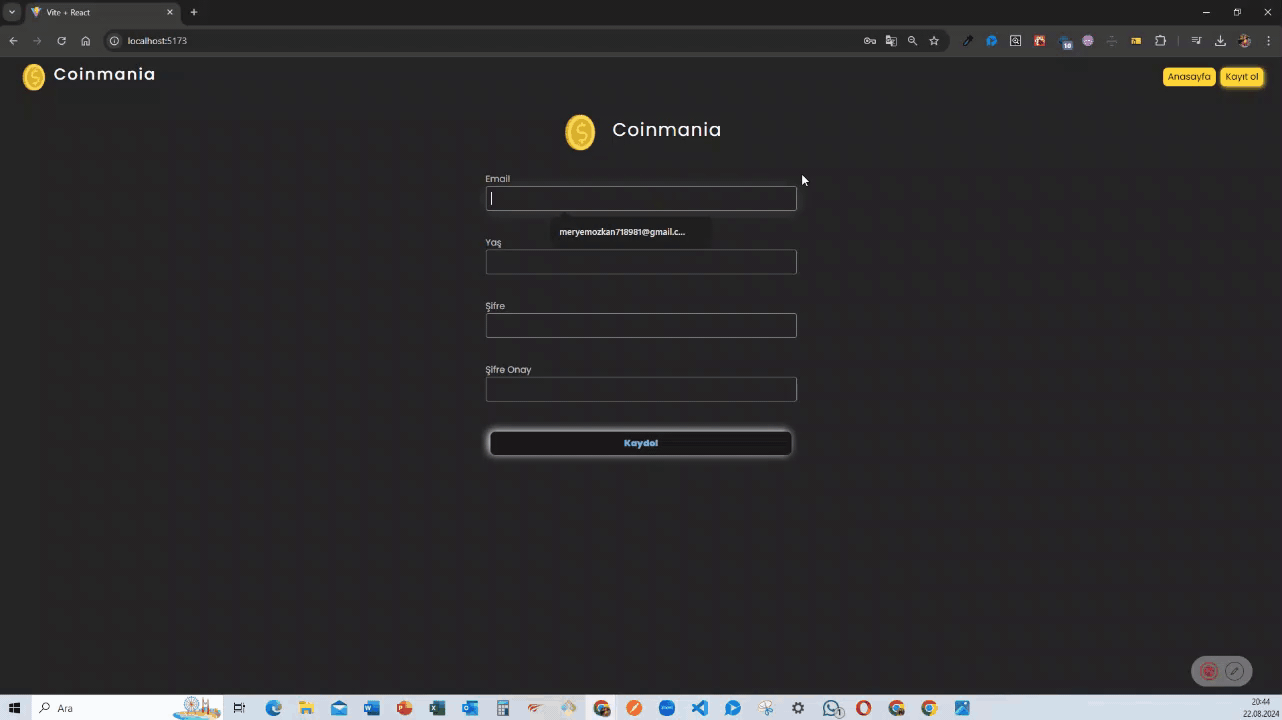 Vite + React
localhost:5173
Coinmania
Anasayfa
Kayıt ol
Coinmania
Email
meryemozkan718981@gmail.c...
Yaş
Şifre
Şifre Onay
Kaydol
Ara
20:44
22.08.2024